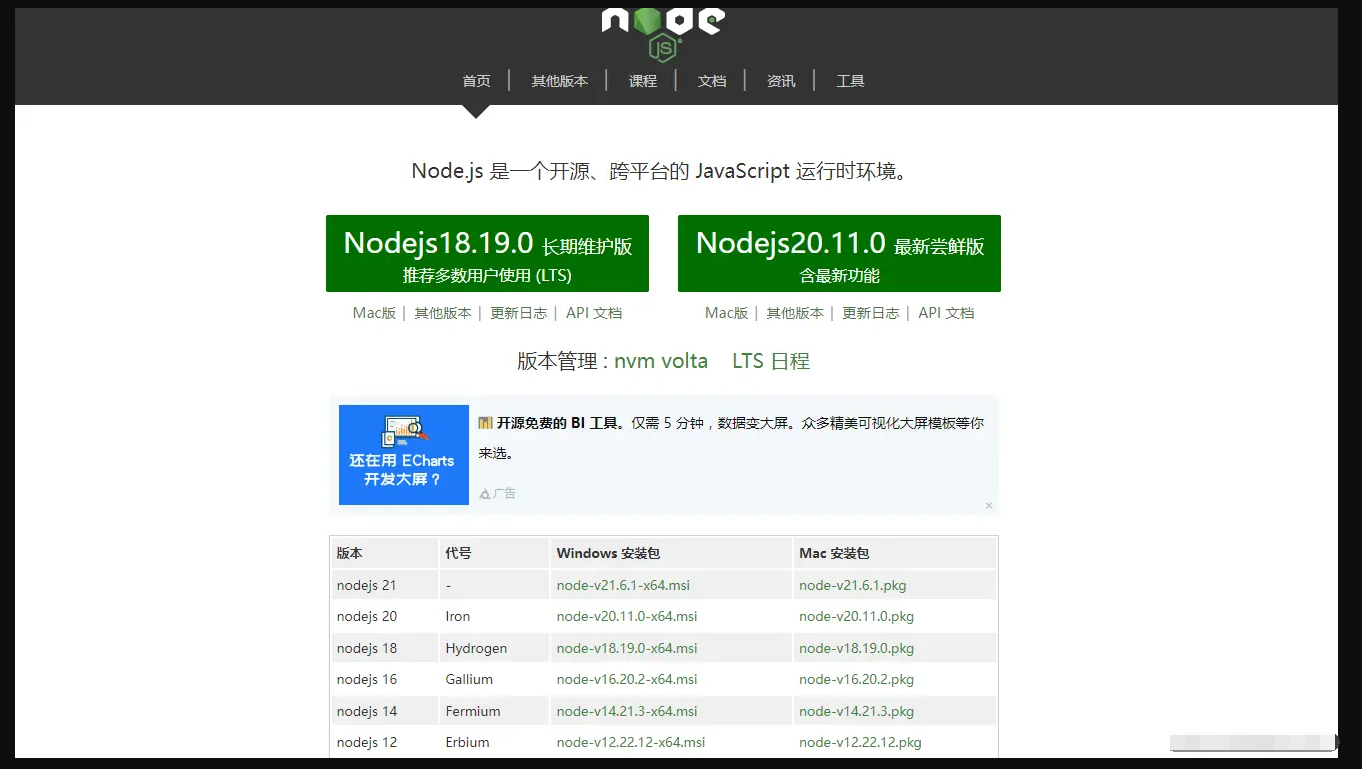 node
JS
首页 | 其他版本 | 课程 | 文档 | 资讯 | 工具
Node.js 是一个开源、跨平台的 JavaScript 运行时环境。
Nodejs18.19.0 长期维护版
推荐多数用户使用 (LTS)
Nodejs20.11.0 最新尝鲜版
含最新功能
Mac版 | 其他版本 | 更新日志 | API 文档
Mac版 | 其他版本 | 更新日志 | API 文档
版本管理 : nvm volta LTS 日程
还在用 ECharts
开发大屏？
开源免费的 BI 工具。仅需 5 分钟，数据变大屏。众多精美可视化大屏模板等你
来选。
广告
×
版本 代号 Windows 安装包 Mac 安装包
nodejs 21 - node-v21.6.1-x64.msi node-v21.6.1.pkg
nodejs 20 Iron node-v20.11.0-x64.msi node-v20.11.0.pkg
nodejs 18 Hydrogen node-v18.19.0-x64.msi node-v18.19.0.pkg
nodejs 16 Gallium node-v16.20.2-x64.msi node-v16.20.2.pkg
nodejs 14 Fermium node-v14.21.3-x64.msi node-v14.21.3.pkg
nodejs 12 Erbium node-v12.22.12-x64.msi node-v12.22.12.pkg